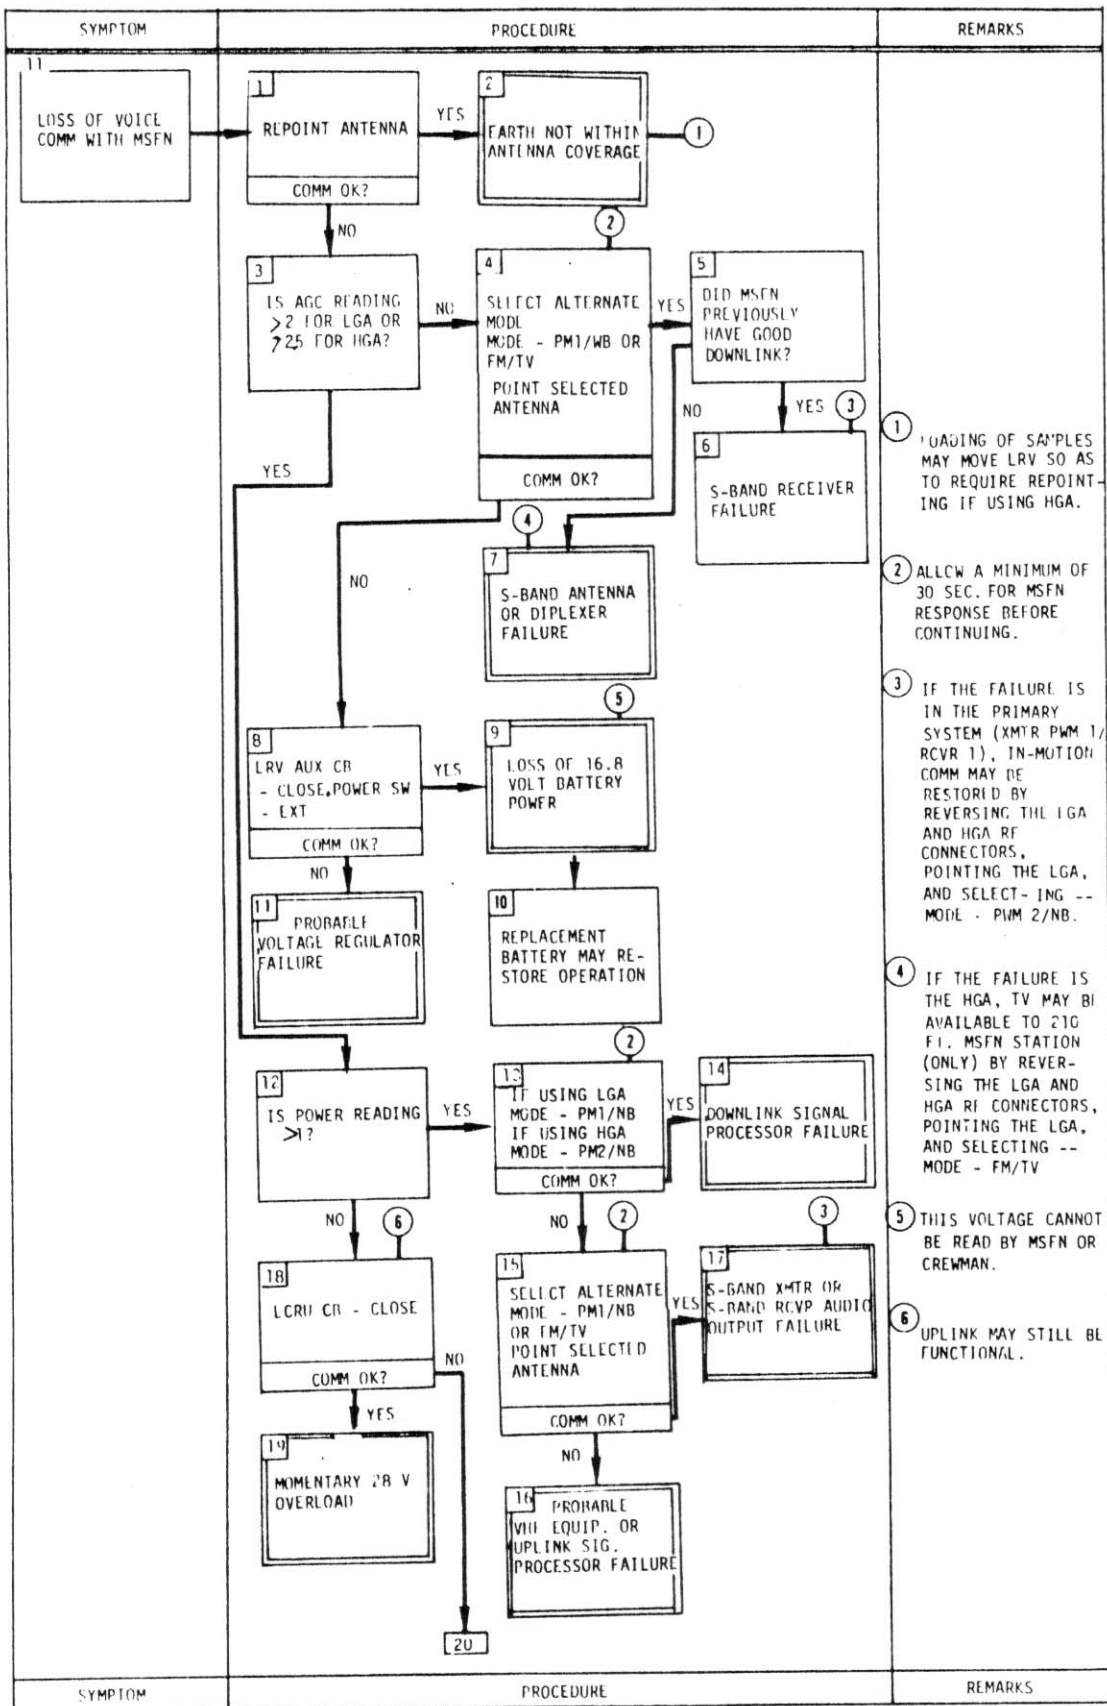 SYMPTOM
PROCEDURE
REMARKS
11
LOSS OF VOICE
COMM WITH MSFN
1
REPOINT ANTENNA
COMM OK?
YES
2
EARTH NOT WITHIN
ANTENNA COVERAGE
1
NO
2
3
IS AGC READING
>2 FOR LGA OR
>25 FOR HGA?
NO
4
SELECT ALTERNATE
MODE
MODE - PM1/WB OR
FM/TV
POINT SELECTED
ANTENNA
COMM OK?
YES
5
DID MSFN
PREVIOUSLY
HAVE GOOD
DOWNLINK?
NO
YES
3
6
S-BAND RECEIVER
FAILURE
YES
4
7
S-BAND ANTENNA
OR DIPLEXER
FAILURE
NO
5
8
LRV AUX CB
- CLOSE,POWER SW
- EXT
COMM OK?
YES
9
LOSS OF 16.8
VOLT BATTERY
POWER
NO
11
PROBABLE
VOLTAGE REGULATOR
FAILURE
10
REPLACEMENT
BATTERY MAY RE-
STORE OPERATION
2
12
IS POWER READING
>1?
YES
13
IF USING LGA
MODE - PM1/NB
IF USING HGA
MODE - PM2/NB
COMM OK?
YES
14
DOWNLINK SIGNAL
PROCESSOR FAILURE
NO
6
NO
2
3
18
LCRU CB - CLOSE
COMM OK?
NO
15
SELECT ALTERNATE
MODE - PM1/NB
OR FM/TV
POINT SELECTED
ANTENNA
COMM OK?
YES
17
S-BAND XMTR OR
S-BAND RCVR AUDIO
OUTPUT FAILURE
YES
19
MOMENTARY 28 V
OVERLOAD
NO
16
PROBABLE
VHF EQUIP. OR
UPLINK SIG.
PROCESSOR FAILURE
20
1
LOADING OF SAMPLES
MAY MOVE LRV SO AS
TO REQUIRE REPOINT-
ING IF USING HGA.
2
ALLOW A MINIMUM OF
30 SEC. FOR MSFN
RESPONSE BEFORE
CONTINUING.
3
IF THE FAILURE IS
IN THE PRIMARY
SYSTEM (XMTR PWM 1/
RCVR 1), IN-MOTION
COMM MAY BE
RESTORED BY
REVERSING THE LGA
AND HGA RF
CONNECTORS,
POINTING THE LGA,
AND SELECT- ING --
MODE - PWM 2/NB.
4
IF THE FAILURE IS
THE HGA, TV MAY BE
AVAILABLE TO 210
FT. MSFN STATION
(ONLY) BY REVER-
SING THE LGA AND
HGA RF CONNECTORS,
POINTING THE LGA,
AND SELECTING --
MODE - FM/TV
5
THIS VOLTAGE CANNOT
BE READ BY MSFN OR
CREWMAN.
6
UPLINK MAY STILL BE
FUNCTIONAL.
SYMPTOM
PROCEDURE
REMARKS